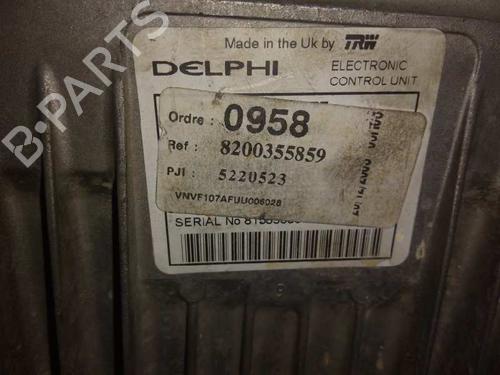 Made in the Uk by TRW
DELPHI
ELECTRONIC
CONTROL UNIT
Ordre : 0958
Ref : 8200355859
PJI : 5220523
VNVF107AFUU006028
SERIAL No
B-PARTS